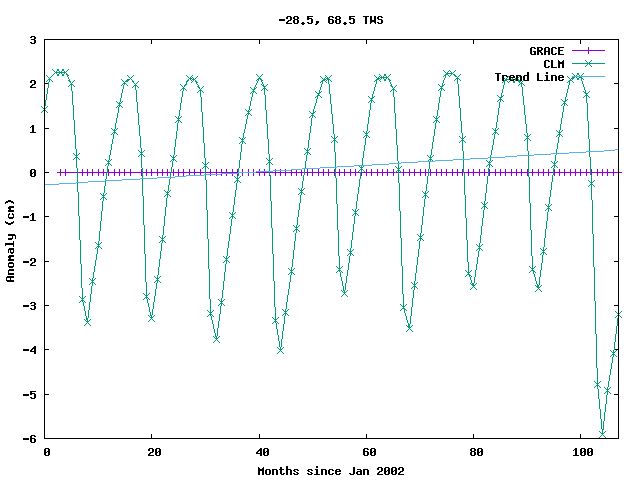 -28.5, 68.5 TWS
GRACE
CLM
Trend Line
3
2
1
0
-1
-2
-3
-4
-5
-6
Anomaly (cm)
0 20 40 60 80 100
Months since Jan 2002